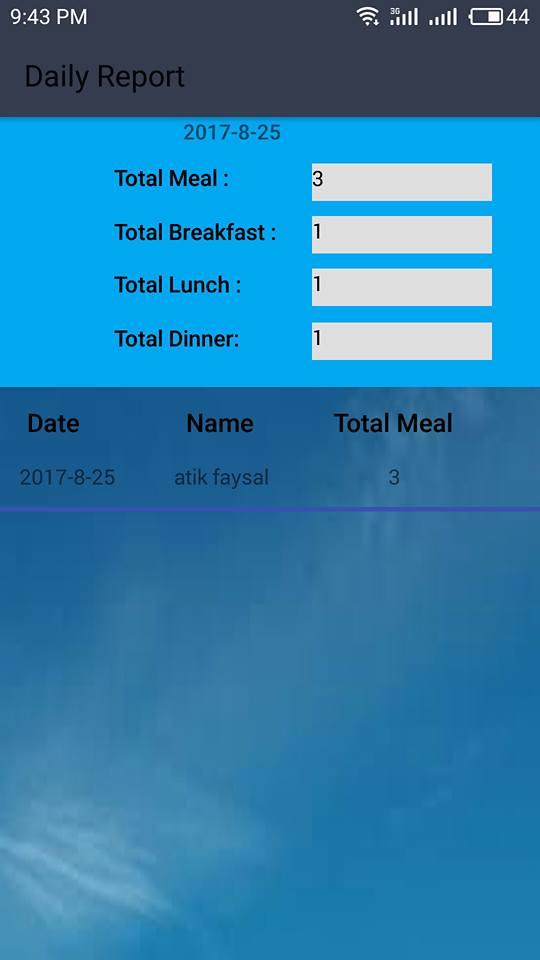 9:43 PM 3G 44
Daily Report
2017-8-25
Total Meal : 3
Total Breakfast : 1
Total Lunch : 1
Total Dinner: 1
Date Name Total Meal
2017-8-25 atik faysal 3